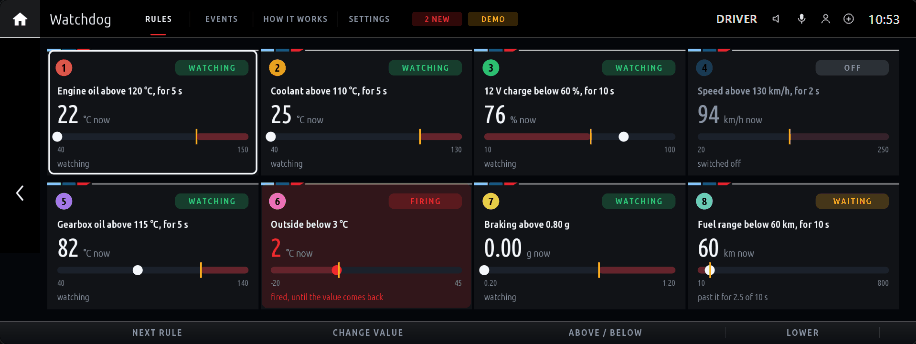 Watchdog
RULES
EVENTS
HOW IT WORKS
SETTINGS
2 NEW
DEMO
DRIVER
10:53
1
WATCHING
Engine oil above 120 °C, for 5 s
22 °C now
40 150
watching
2
WATCHING
Coolant above 110 °C, for 5 s
25 °C now
40 130
watching
3
WATCHING
12 V charge below 60 %, for 10 s
76 % now
10 100
watching
4
OFF
Speed above 130 km/h, for 2 s
94 km/h now
20 250
switched off
5
WATCHING
Gearbox oil above 115 °C, for 5 s
82 °C now
40 140
watching
6
FIRING
Outside below 3 °C
2 °C now
-20 45
fired, until the value comes back
7
WATCHING
Braking above 0.80 g
0.00 g now
0.20 1.20
watching
8
WAITING
Fuel range below 60 km, for 10 s
60 km now
10 800
past it for 2.5 of 10 s
NEXT RULE
CHANGE VALUE
ABOVE / BELOW
LOWER